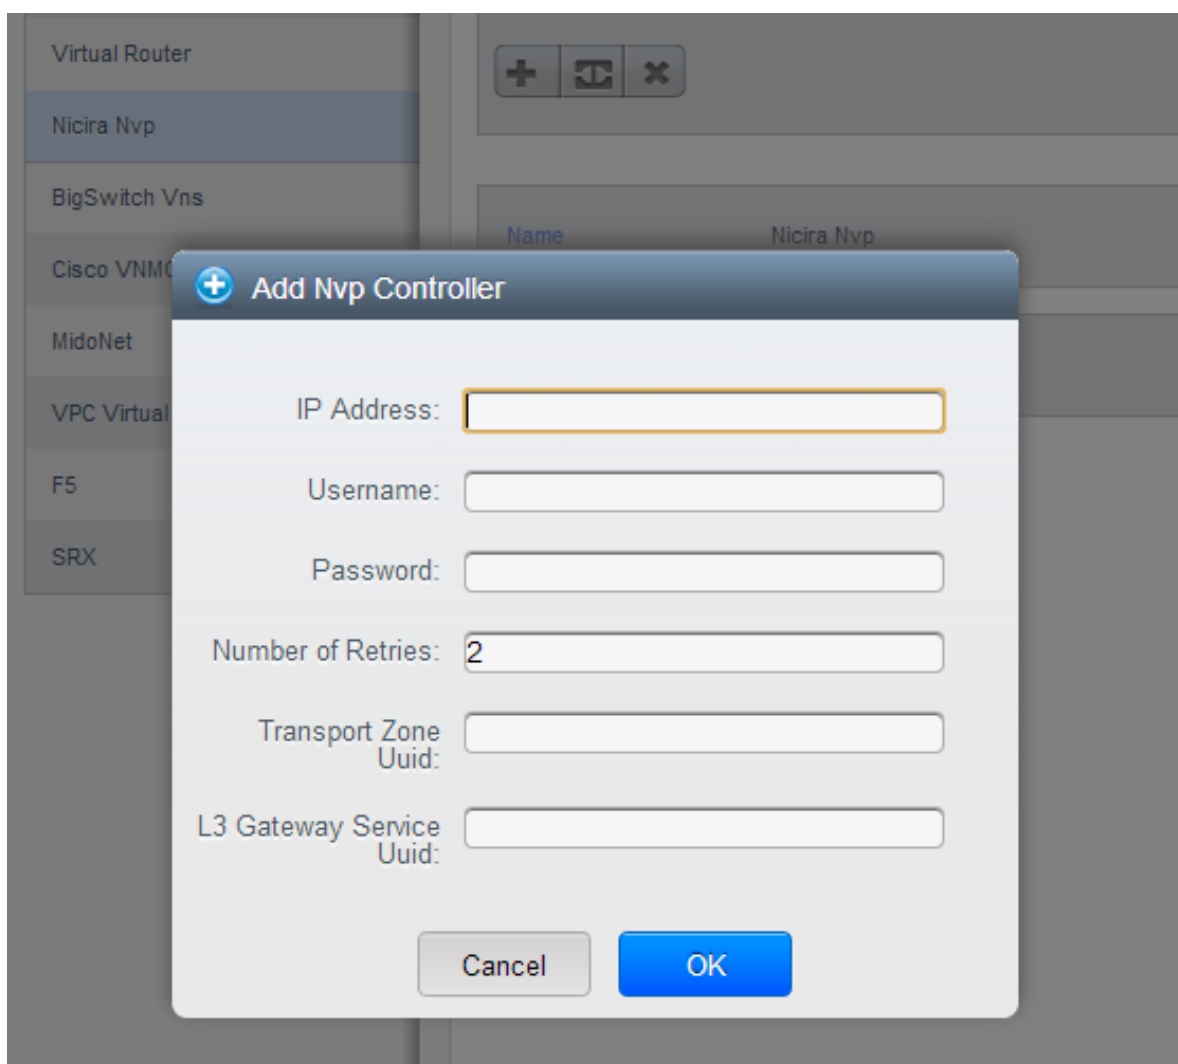 Virtual Router
Nicira Nvp
BigSwitch Vns
Name
Nicira Nvp
Cisco VNMC
Add Nvp Controller
MidoNet
VPC Virtual
F5
SRX
IP Address:
Username:
Password:
Number of Retries: 2
Transport Zone
Uuid:
L3 Gateway Service
Uuid:
Cancel
OK